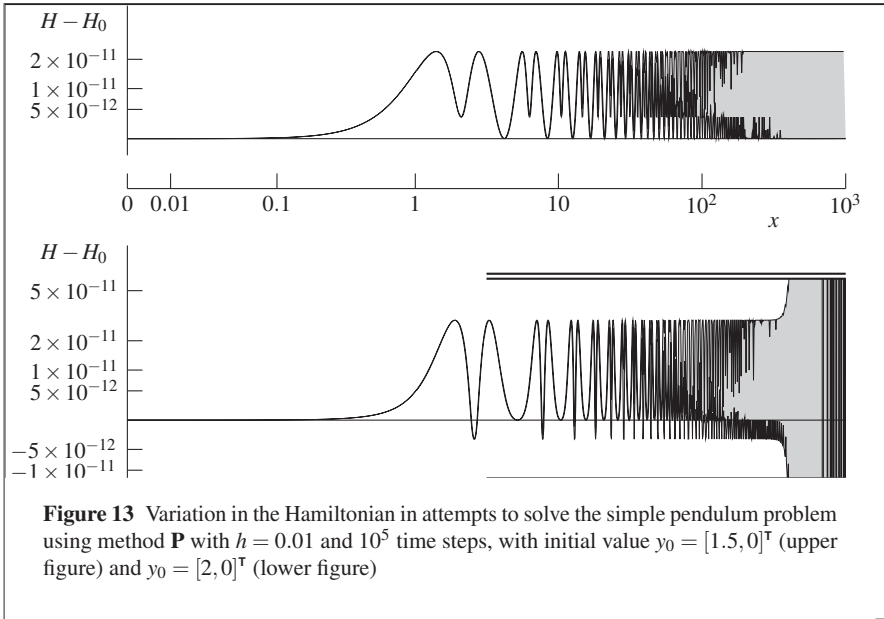 H − H₀
2 × 10⁻¹¹
1 × 10⁻¹¹
5 × 10⁻¹²
0 0.01 0.1 1 10 10² 10³
x
H − H₀
5 × 10⁻¹¹
2 × 10⁻¹¹
1 × 10⁻¹¹
5 × 10⁻¹²
−5 × 10⁻¹²
−1 × 10⁻¹¹
Figure 13 Variation in the Hamiltonian in attempts to solve the simple pendulum problem
using method P with h = 0.01 and 10⁵ time steps, with initial value y₀ = [1.5, 0]ᵀ (upper
figure) and y₀ = [2, 0]ᵀ (lower figure)